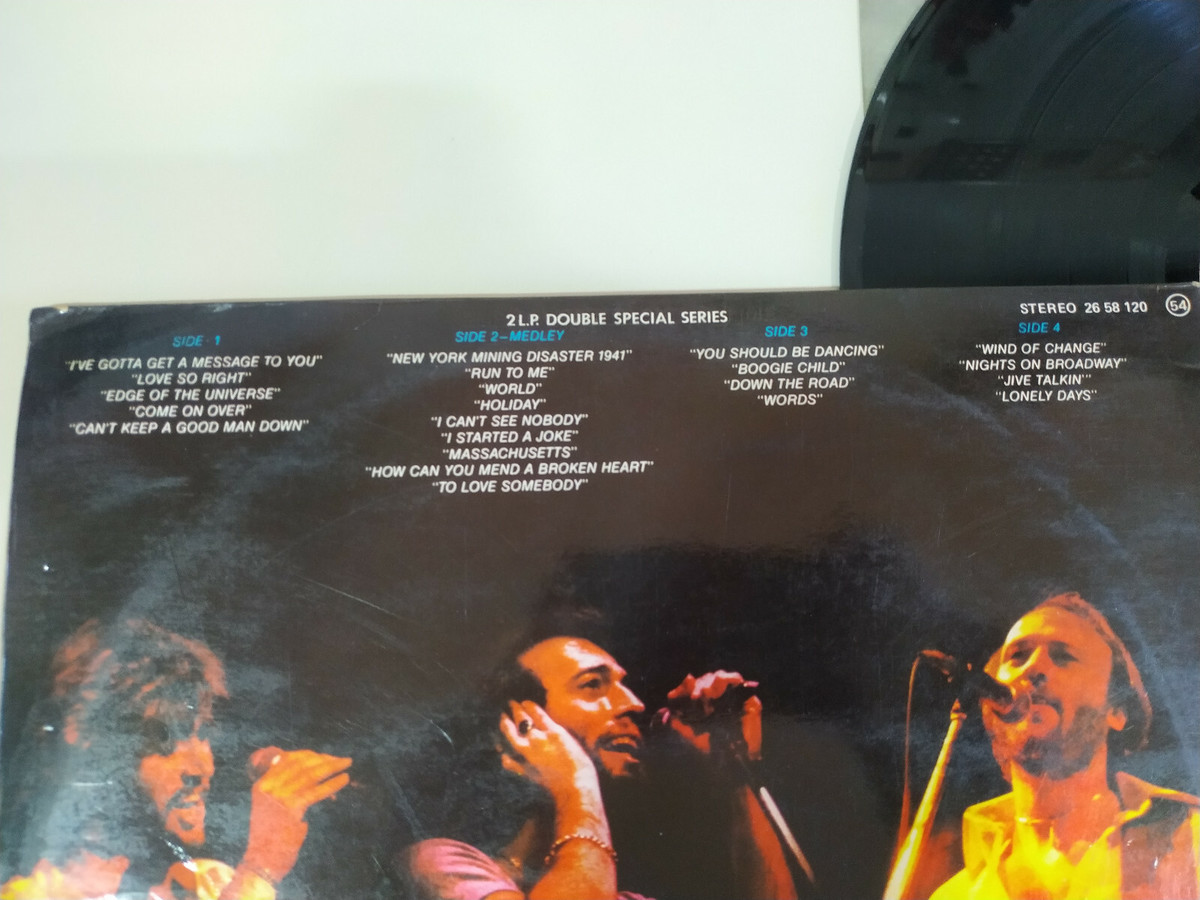 2 L.P. DOUBLE SPECIAL SERIES
STEREO 26 58 120 54
SIDE - 1
"I'VE GOTTA GET A MESSAGE TO YOU"
"LOVE SO RIGHT"
"EDGE OF THE UNIVERSE"
"COME ON OVER"
"CAN'T KEEP A GOOD MAN DOWN"
SIDE 2 – MEDLEY
"NEW YORK MINING DISASTER 1941"
"RUN TO ME"
"WORLD"
"HOLIDAY"
"I CAN'T SEE NOBODY"
"I STARTED A JOKE"
"MASSACHUSETTS"
"HOW CAN YOU MEND A BROKEN HEART"
"TO LOVE SOMEBODY"
SIDE 3
"YOU SHOULD BE DANCING"
"BOOGIE CHILD"
"DOWN THE ROAD"
"WORDS"
SIDE 4
"WIND OF CHANGE"
"NIGHTS ON BROADWAY"
"JIVE TALKIN'"
"LONELY DAYS"